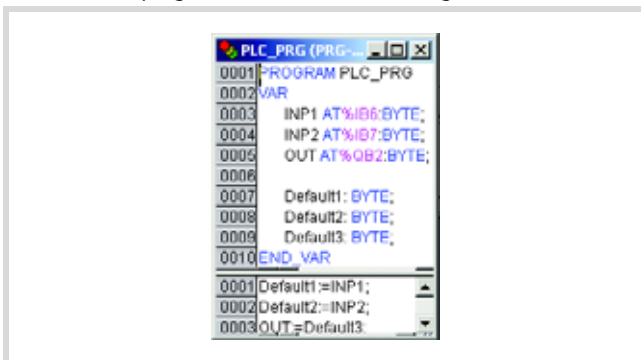 PLC_PRG (PRG-...
0001 PROGRAM PLC_PRG
0002 VAR
0003 INP1 AT%IB6:BYTE;
0004 INP2 AT%IB7:BYTE;
0005 OUT AT%QB2:BYTE;
0006
0007 Default1: BYTE;
0008 Default2: BYTE;
0009 Default3: BYTE;
0010 END_VAR
0001 Default1:=INP1;
0002 Default2:=INP2;
0003 OUT:=Default3;